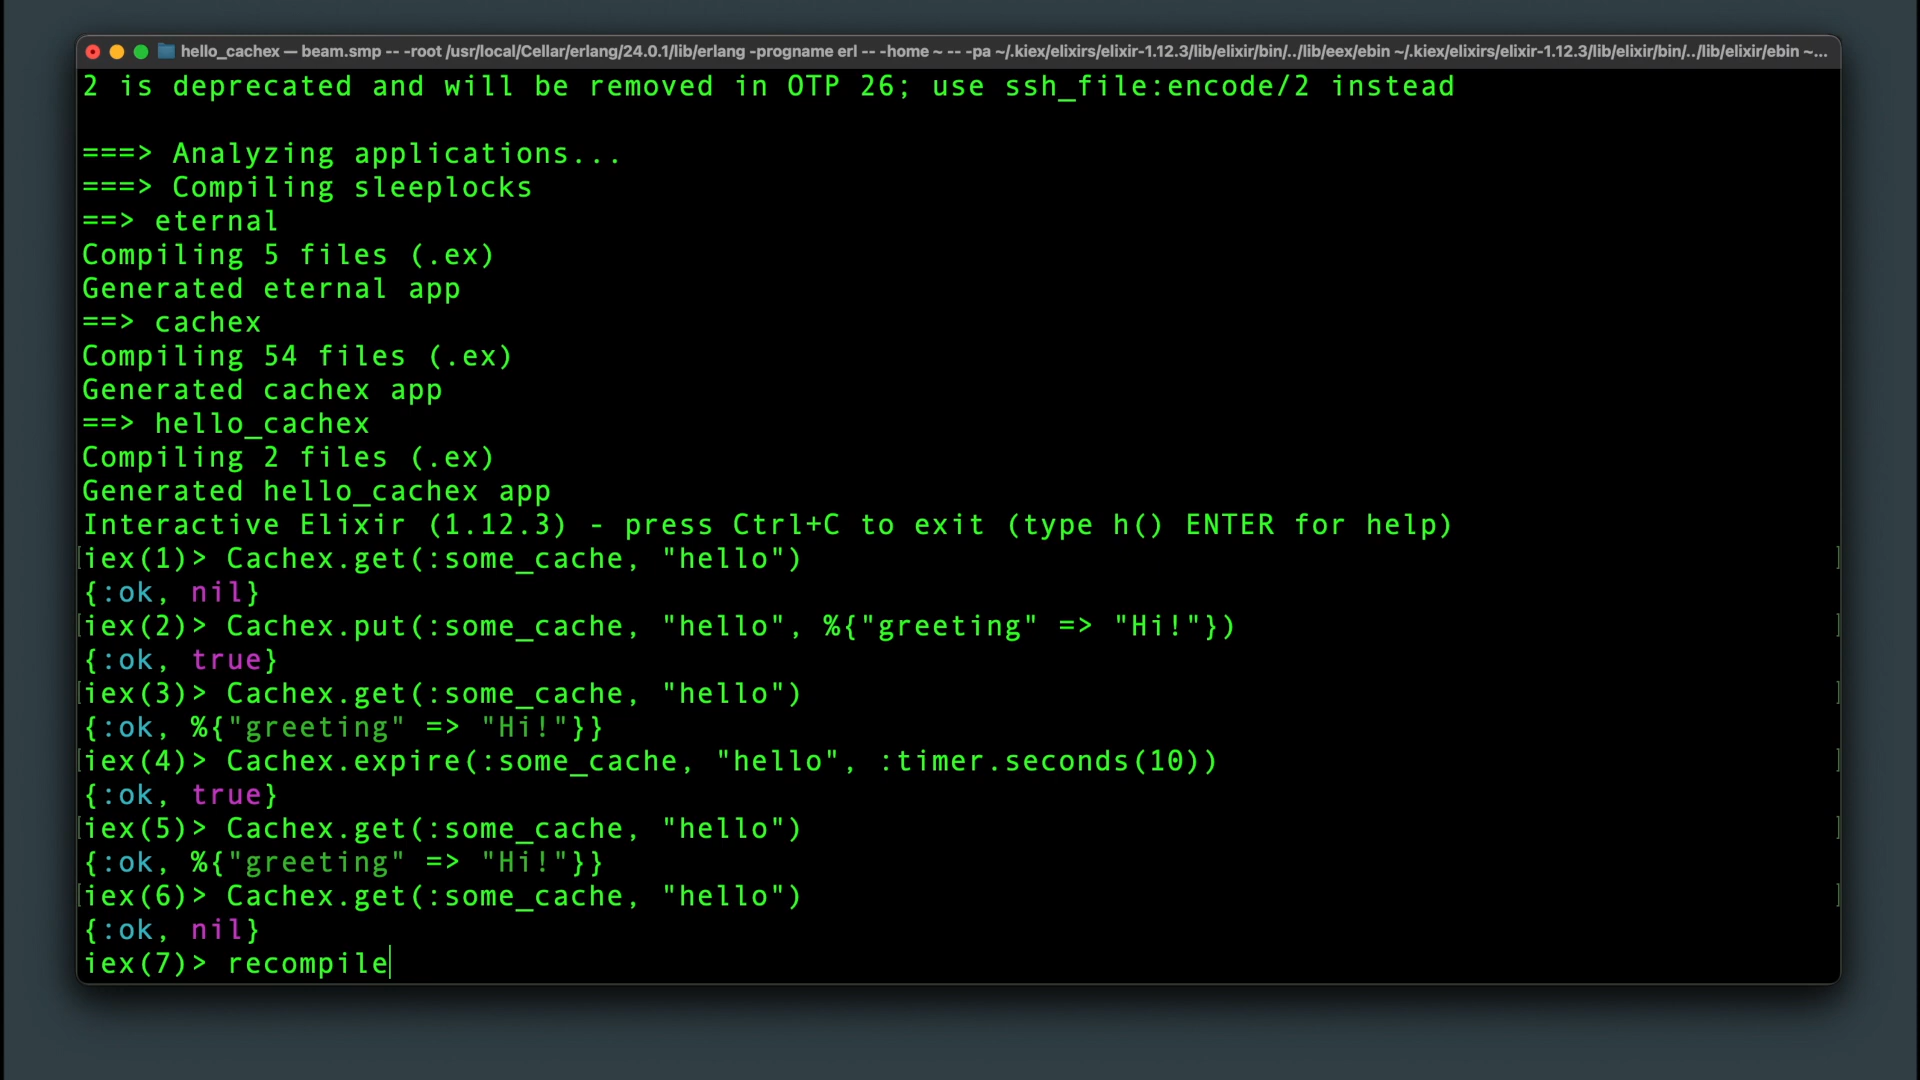 hello_cachex — beam.smp -- -root /usr/local/Cellar/erlang/24.0.1/lib/erlang -progname erl -- -home ~ -- -pa ~/.kiex/elixirs/elixir-1.12.3/lib/elixir/bin/../lib/eex/ebin ~/.kiex/elixirs/elixir-1.12.3/lib/elixir/bin/../lib/elixir/ebin ~...
2 is deprecated and will be removed in OTP 26; use ssh_file:encode/2 instead
===> Analyzing applications...
===> Compiling sleeplocks
==> eternal
Compiling 5 files (.ex)
Generated eternal app
==> cachex
Compiling 54 files (.ex)
Generated cachex app
==> hello_cachex
Compiling 2 files (.ex)
Generated hello_cachex app
Interactive Elixir (1.12.3) - press Ctrl+C to exit (type h() ENTER for help)
[iex(1)> Cachex.get(:some_cache, "hello") ]
{:ok, nil}
[iex(2)> Cachex.put(:some_cache, "hello", %{"greeting" => "Hi!"}) ]
{:ok, true}
[iex(3)> Cachex.get(:some_cache, "hello") ]
{:ok, %{"greeting" => "Hi!"}}
[iex(4)> Cachex.expire(:some_cache, "hello", :timer.seconds(10)) ]
{:ok, true}
[iex(5)> Cachex.get(:some_cache, "hello") ]
{:ok, %{"greeting" => "Hi!"}}
[iex(6)> Cachex.get(:some_cache, "hello") ]
{:ok, nil}
iex(7)> recompile